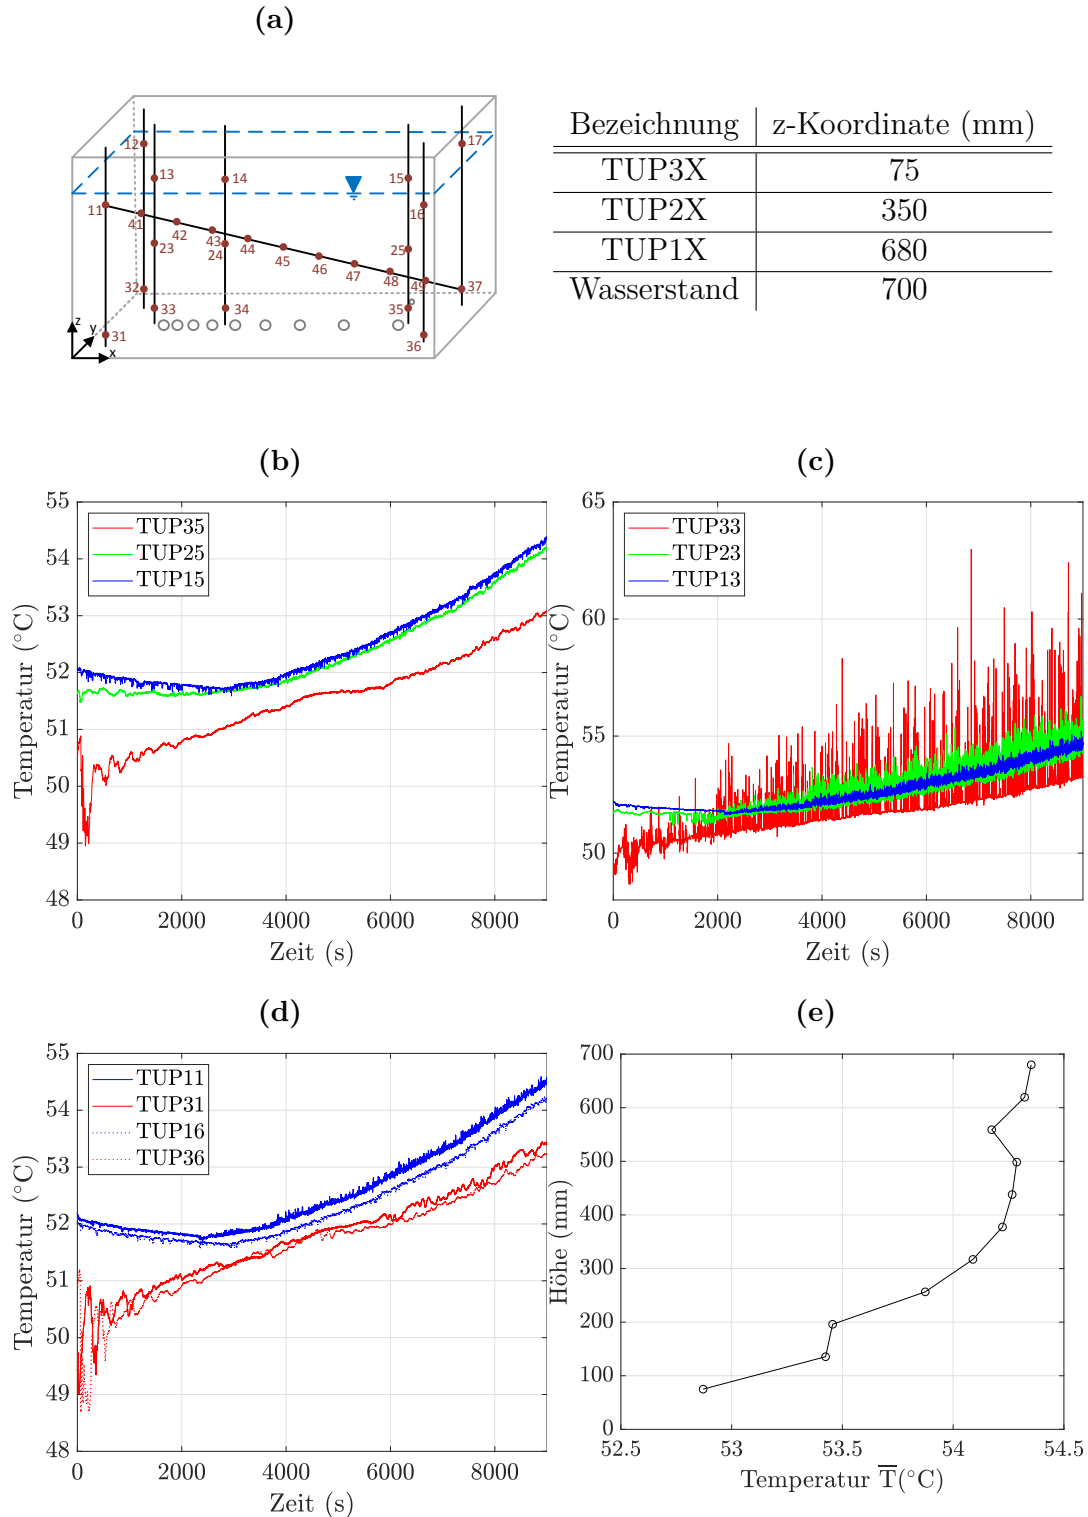 (a)
12
17
13
14
15
11
16
41
42
43
23
24
44
25
45
46
47
48
49
32
37
33
34
35
31
36
z
y
x
Bezeichnung z-Koordinate (mm)
TUP3X 75
TUP2X 350
TUP1X 680
Wasserstand 700
(b)
55
54
53
52
51
50
49
48
0 2000 4000 6000 8000
Temperatur (°C)
Zeit (s)
TUP35
TUP25
TUP15
(c)
65
60
55
50
0 2000 4000 6000 8000
Temperatur (°C)
Zeit (s)
TUP33
TUP23
TUP13
(d)
55
54
53
52
51
50
49
48
0 2000 4000 6000 8000
Temperatur (°C)
Zeit (s)
TUP11
TUP31
TUP16
TUP36
(e)
700
600
500
400
300
200
100
0
52.5 53 53.5 54 54.5
Höhe (mm)
Temperatur T̅(°C)